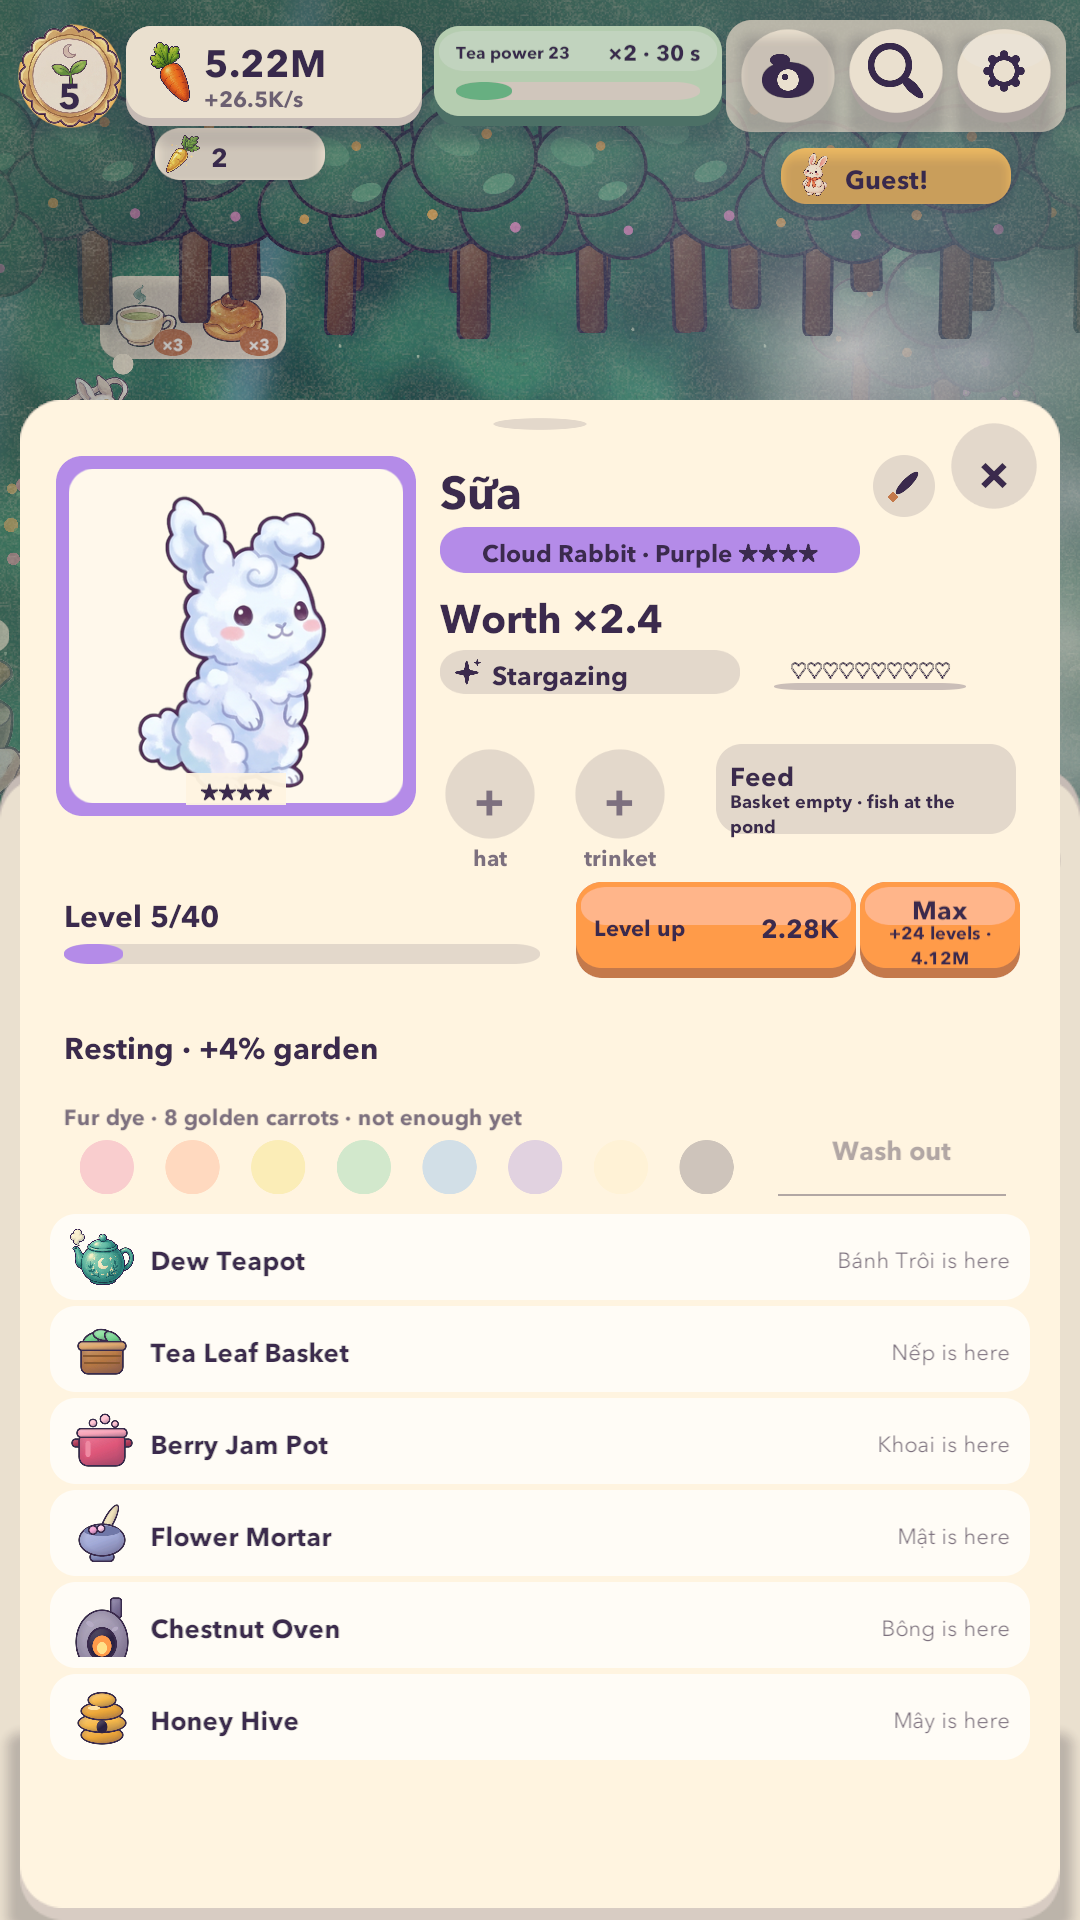 5
5.22M
+26.5K/s
Tea power 23
×2 · 30 s
2
Guest!
×3
×3
Sữa
Cloud Rabbit · Purple ★★★★
Worth ×2.4
Stargazing
♡♡♡♡♡♡♡♡♡♡
★★★★
+
+
hat
trinket
Feed
Basket empty · fish at the
pond
Level 5/40
Level up
2.28K
Max
+24 levels ·
4.12M
Resting · +4% garden
Fur dye · 8 golden carrots · not enough yet
Wash out
Dew Teapot
Bánh Trôi is here
Tea Leaf Basket
Nếp is here
Berry Jam Pot
Khoai is here
Flower Mortar
Mật is here
Chestnut Oven
Bông is here
Honey Hive
Mây is here